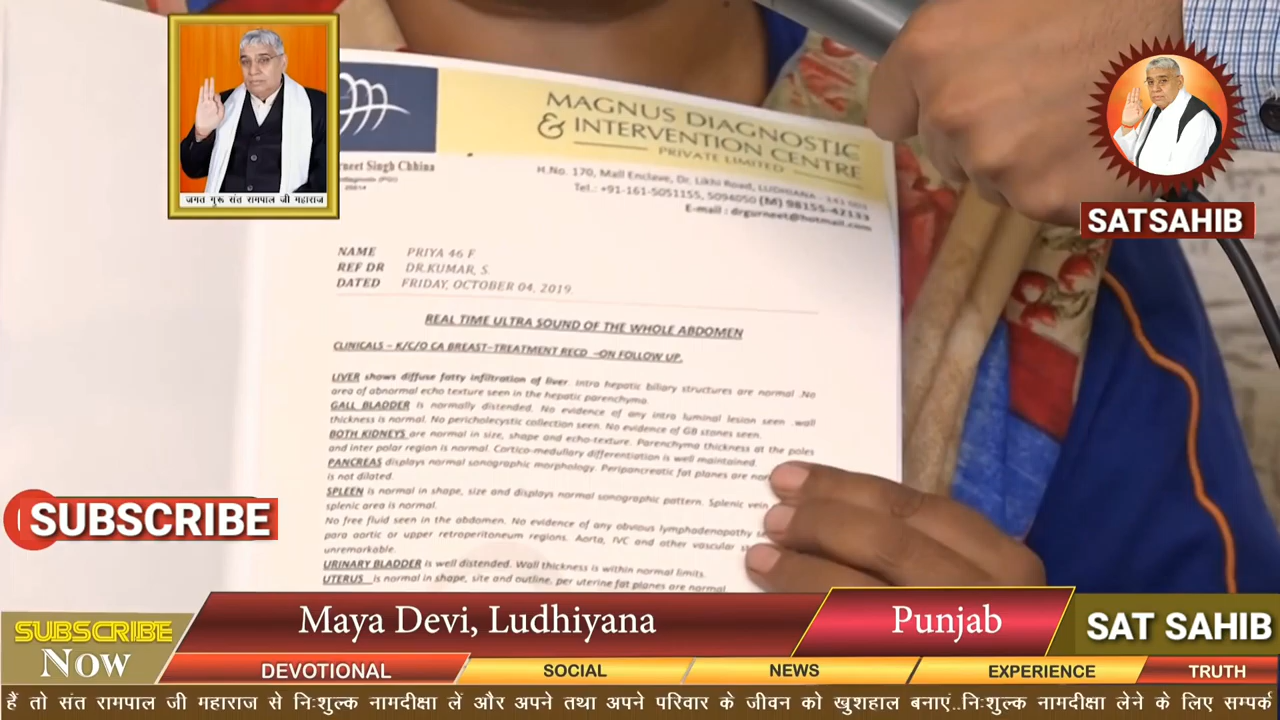 जगत गुरू संत रामपाल जी महाराज
SATSAHIB
MAGNUS DIAGNOSTIC
& INTERVENTION CENTRE
PRIVATE LIMITED
rneet Singh Chhina
H.No. 170, Mall Enclave, Dr. Likhi Road, LUDHIANA - 141 001
Tel.: +91-161-5051155, 5094050 (M) 98155-42133
E-mail : drgurneet@hotmail.com
NAME PRIYA 46 F
REF DR DR.KUMAR, S.
DATED FRIDAY, OCTOBER 04, 2019.
REAL TIME ULTRA SOUND OF THE WHOLE ABDOMEN
CLINICALS – K/C/O CA BREAST–TREATMENT RECD –ON FOLLOW UP.
LIVER shows diffuse fatty infiltration of liver. Intra hepatic biliary structures are normal .No
area of abnormal echo texture seen in the hepatic parenchyma.
GALL BLADDER is normally distended. No evidence of any intra luminal lesion seen .wall
thickness is normal. No pericholecystic collection seen. No evidence of GB stones seen.
BOTH KIDNEYS are normal in size, shape and echo-texture. Parenchyma thickness at the poles
and inter polar region is normal. Cortico-medullary differentiation is well maintained.
PANCREAS displays normal sonographic morphology. Peripancreatic fat planes are nor
is not dilated.
SPLEEN is normal in shape, size and displays normal sonographic pattern. Splenic vein
splenic area is normal.
No free fluid seen in the abdomen. No evidence of any obvious lymphadenopathy se
para aortic or upper retroperitoneum regions. Aorta, IVC and other vascular st
unremarkable.
URINARY BLADDER is well distended. Wall thickness is within normal limits.
UTERUS is normal in shape, site and outline, per uterine fat planes are normal
SUBSCRIBE
SUBSCRIBE
Now
Maya Devi, Ludhiyana
Punjab
SAT SAHIB
DEVOTIONAL
SOCIAL
NEWS
EXPERIENCE
TRUTH
हैं तो संत रामपाल जी महाराज से निःशुल्क नामदीक्षा लें और अपने तथा अपने परिवार के जीवन को खुशहाल बनाएं..निःशुल्क नामदीक्षा लेने के लिए सम्पर्क